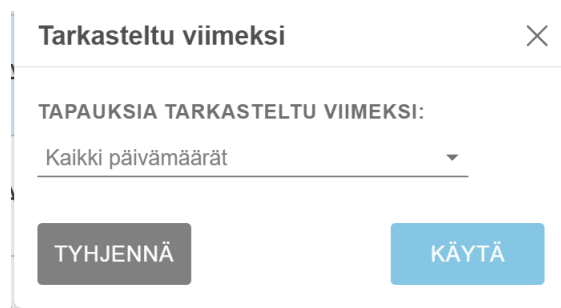 Tarkasteltu viimeksi
TAPAUKSIA TARKASTELTU VIIMEKSI:
Kaikki päivämäärät
TYHJENNÄ
KÄYTÄ